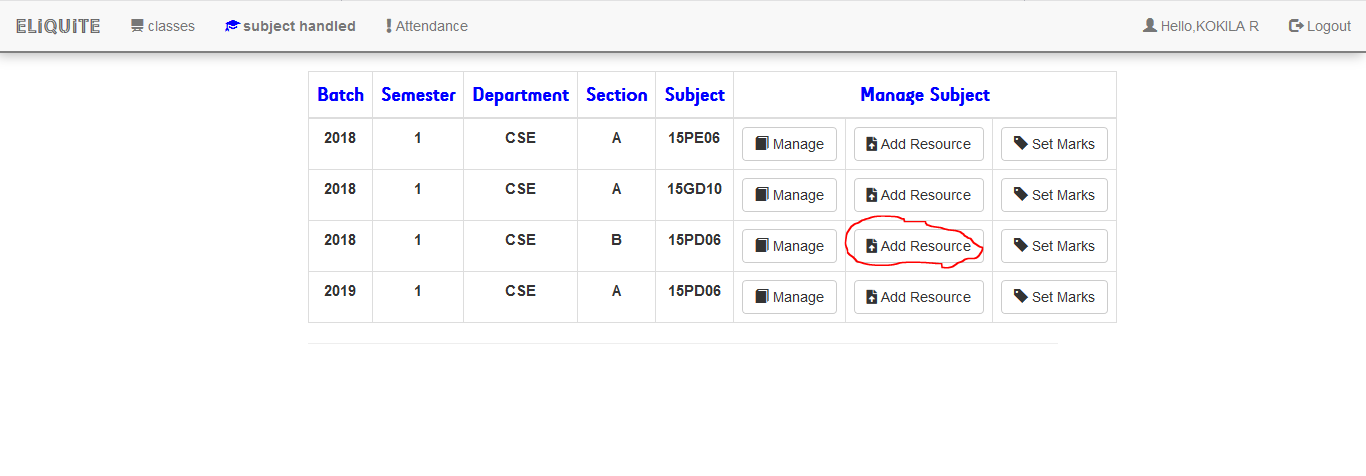 ELiQUiTE classes subject handled Attendance Hello,KOKILA R Logout
Batch Semester Department Section Subject Manage Subject
2018 1 CSE A 15PE06 Manage Add Resource Set Marks
2018 1 CSE A 15GD10 Manage Add Resource Set Marks
2018 1 CSE B 15PD06 Manage Add Resource Set Marks
2019 1 CSE A 15PD06 Manage Add Resource Set Marks